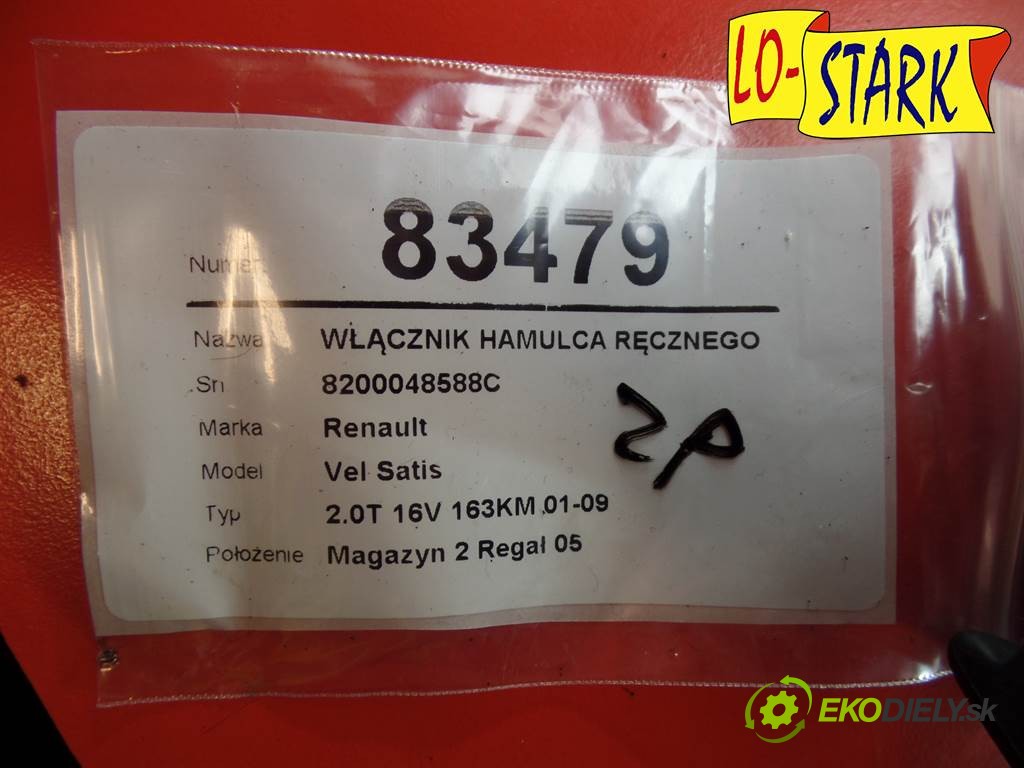 LO-STARK
Numer 83479
Nazwa WŁĄCZNIK HAMULCA RĘCZNEGO
Sn 8200048588C
Marka Renault
Model Vel Satis
Typ 2.0T 16V 163KM 01-09
Położenie Magazyn 2 Regał 05
ZP
EKODIELY.sk